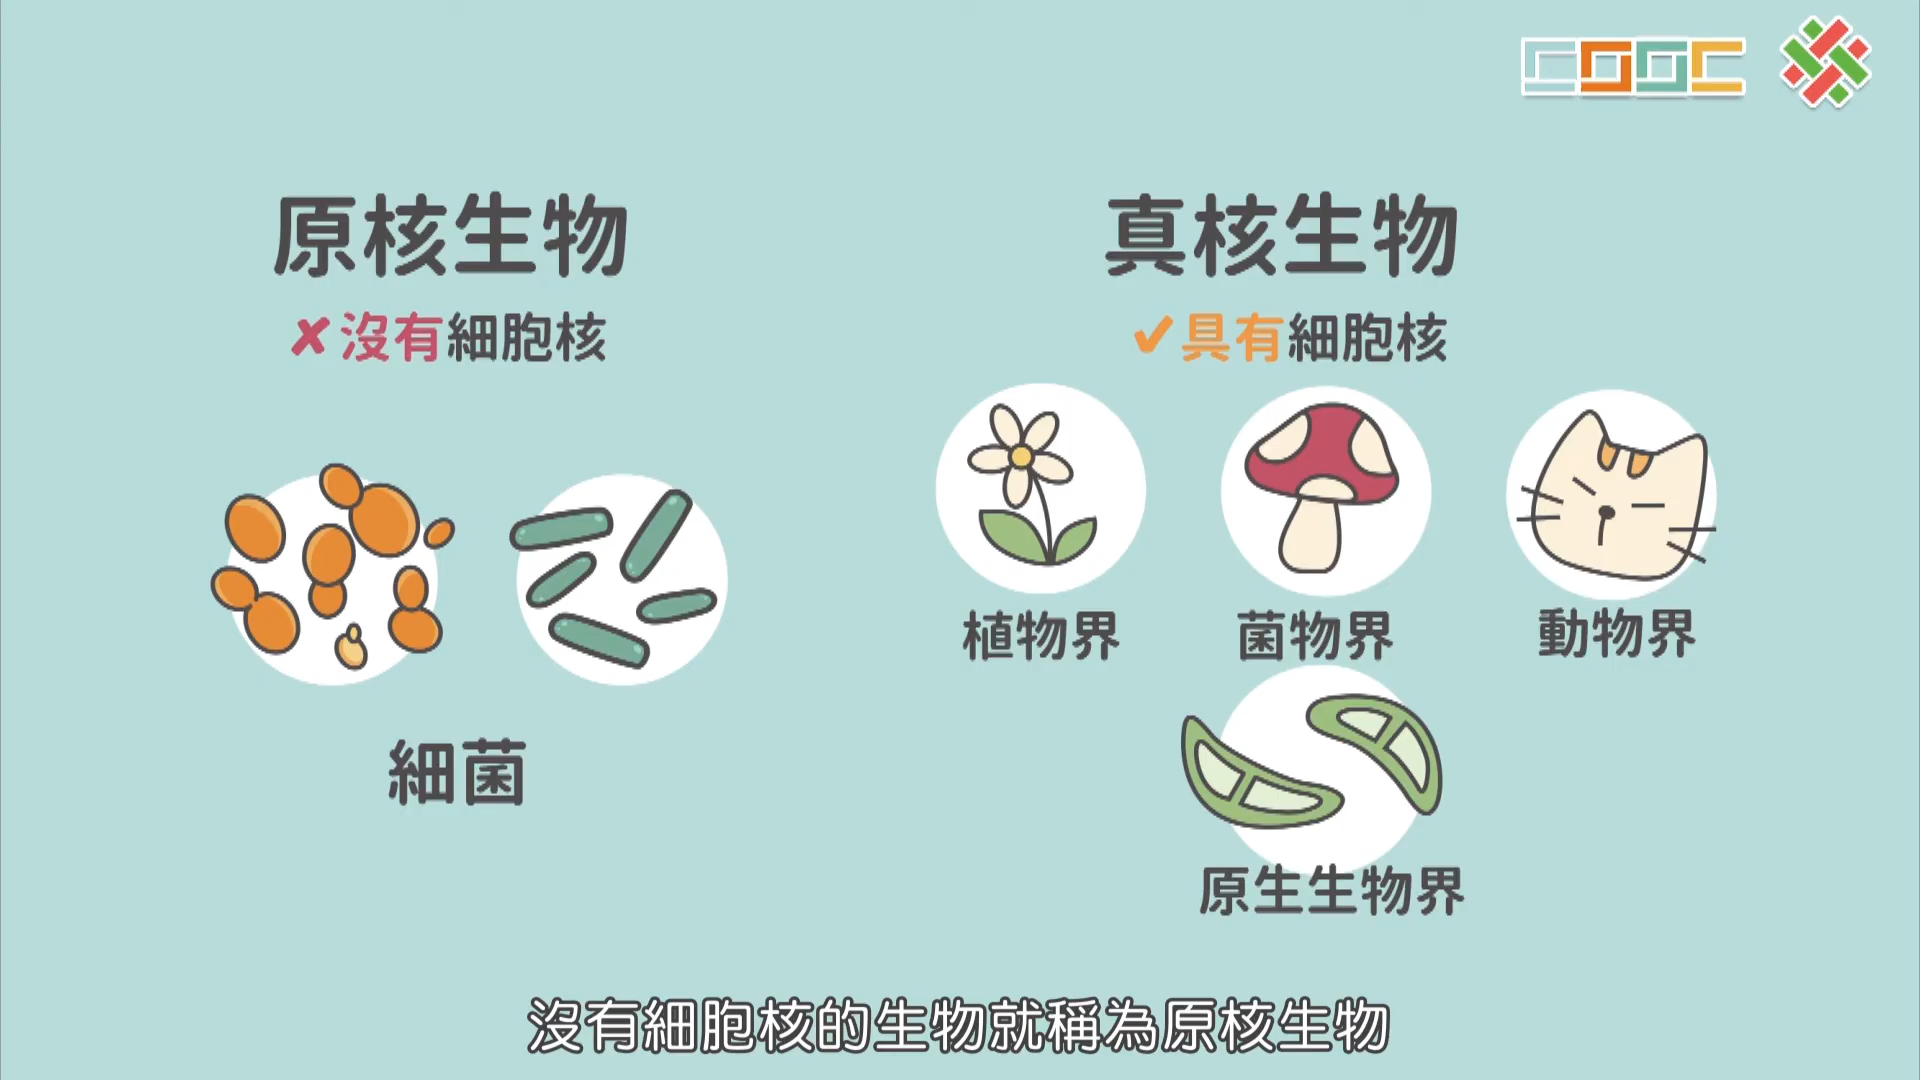 COOC
原核生物
✘沒有細胞核
細菌
真核生物
✓具有細胞核
植物界
菌物界
動物界
原生生物界
沒有細胞核的生物就稱為原核生物